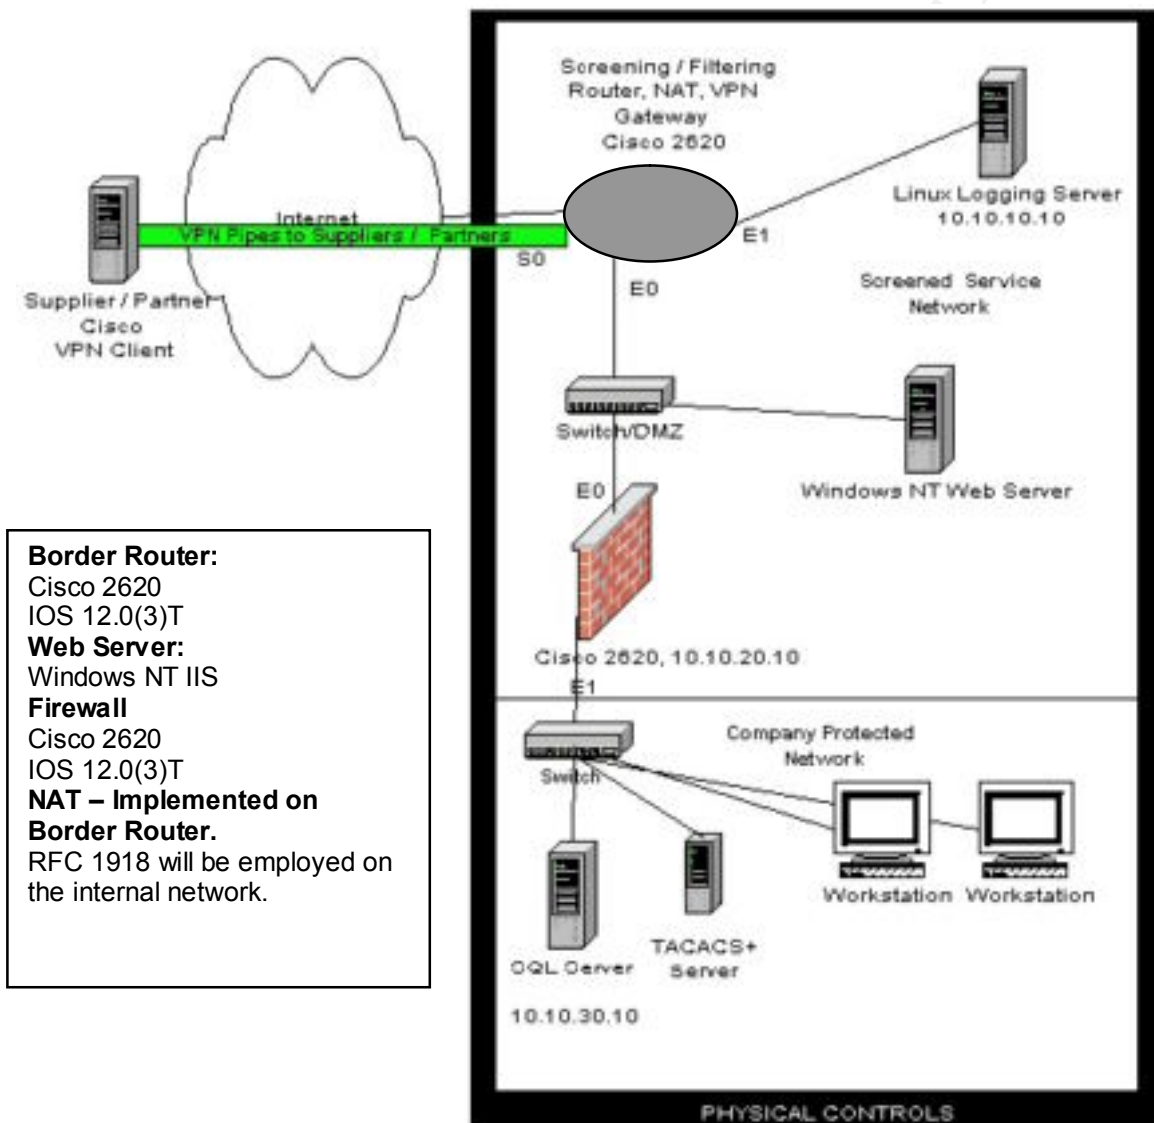 Screening / Filtering
Router, NAT, VPN
Gateway
Cisco 2620
Linux Logging Server
10.10.10.10
Internet
VPN Pipes to Suppliers / Partners
S0
E1
E0
Supplier / Partner
Cisco
VPN Client
Screened Service
Network
Switch/DMZ
Windows NT Web Server
E0
Cisco 2620, 10.10.20.10
E1
Border Router:
Cisco 2620
IOS 12.0(3)T
Web Server:
Windows NT IIS
Firewall
Cisco 2620
IOS 12.0(3)T
NAT – Implemented on
Border Router.
RFC 1918 will be employed on
the internal network.
Switch
Company Protected
Network
Workstation
Workstation
SQL Server
TACACS+
Server
10.10.30.10
PHYSICAL CONTROLS